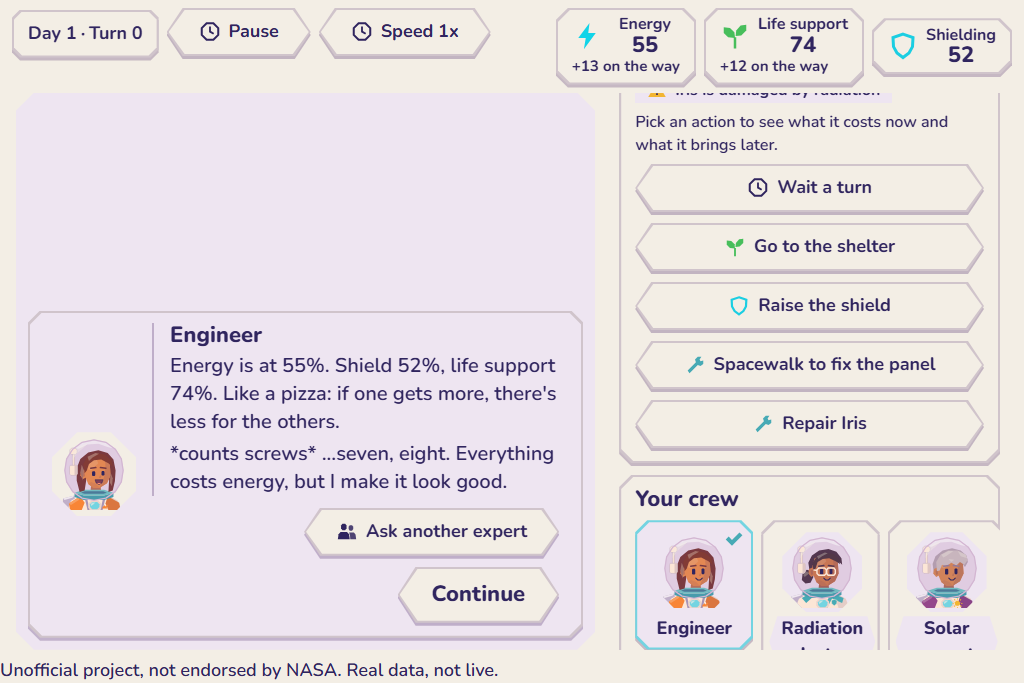 Day 1 · Turn 0
Pause
Speed 1x
Energy
55
+13 on the way
Life support
74
+12 on the way
Shielding
52
Iris is damaged by radiation
Pick an action to see what it costs now and
what it brings later.
Wait a turn
Go to the shelter
Raise the shield
Spacewalk to fix the panel
Repair Iris
Engineer
Energy is at 55%. Shield 52%, life support
74%. Like a pizza: if one gets more, there's
less for the others.
*counts screws* ...seven, eight. Everything
costs energy, but I make it look good.
Ask another expert
Continue
Your crew
Engineer
Radiation
Solar
Unofficial project, not endorsed by NASA. Real data, not live.